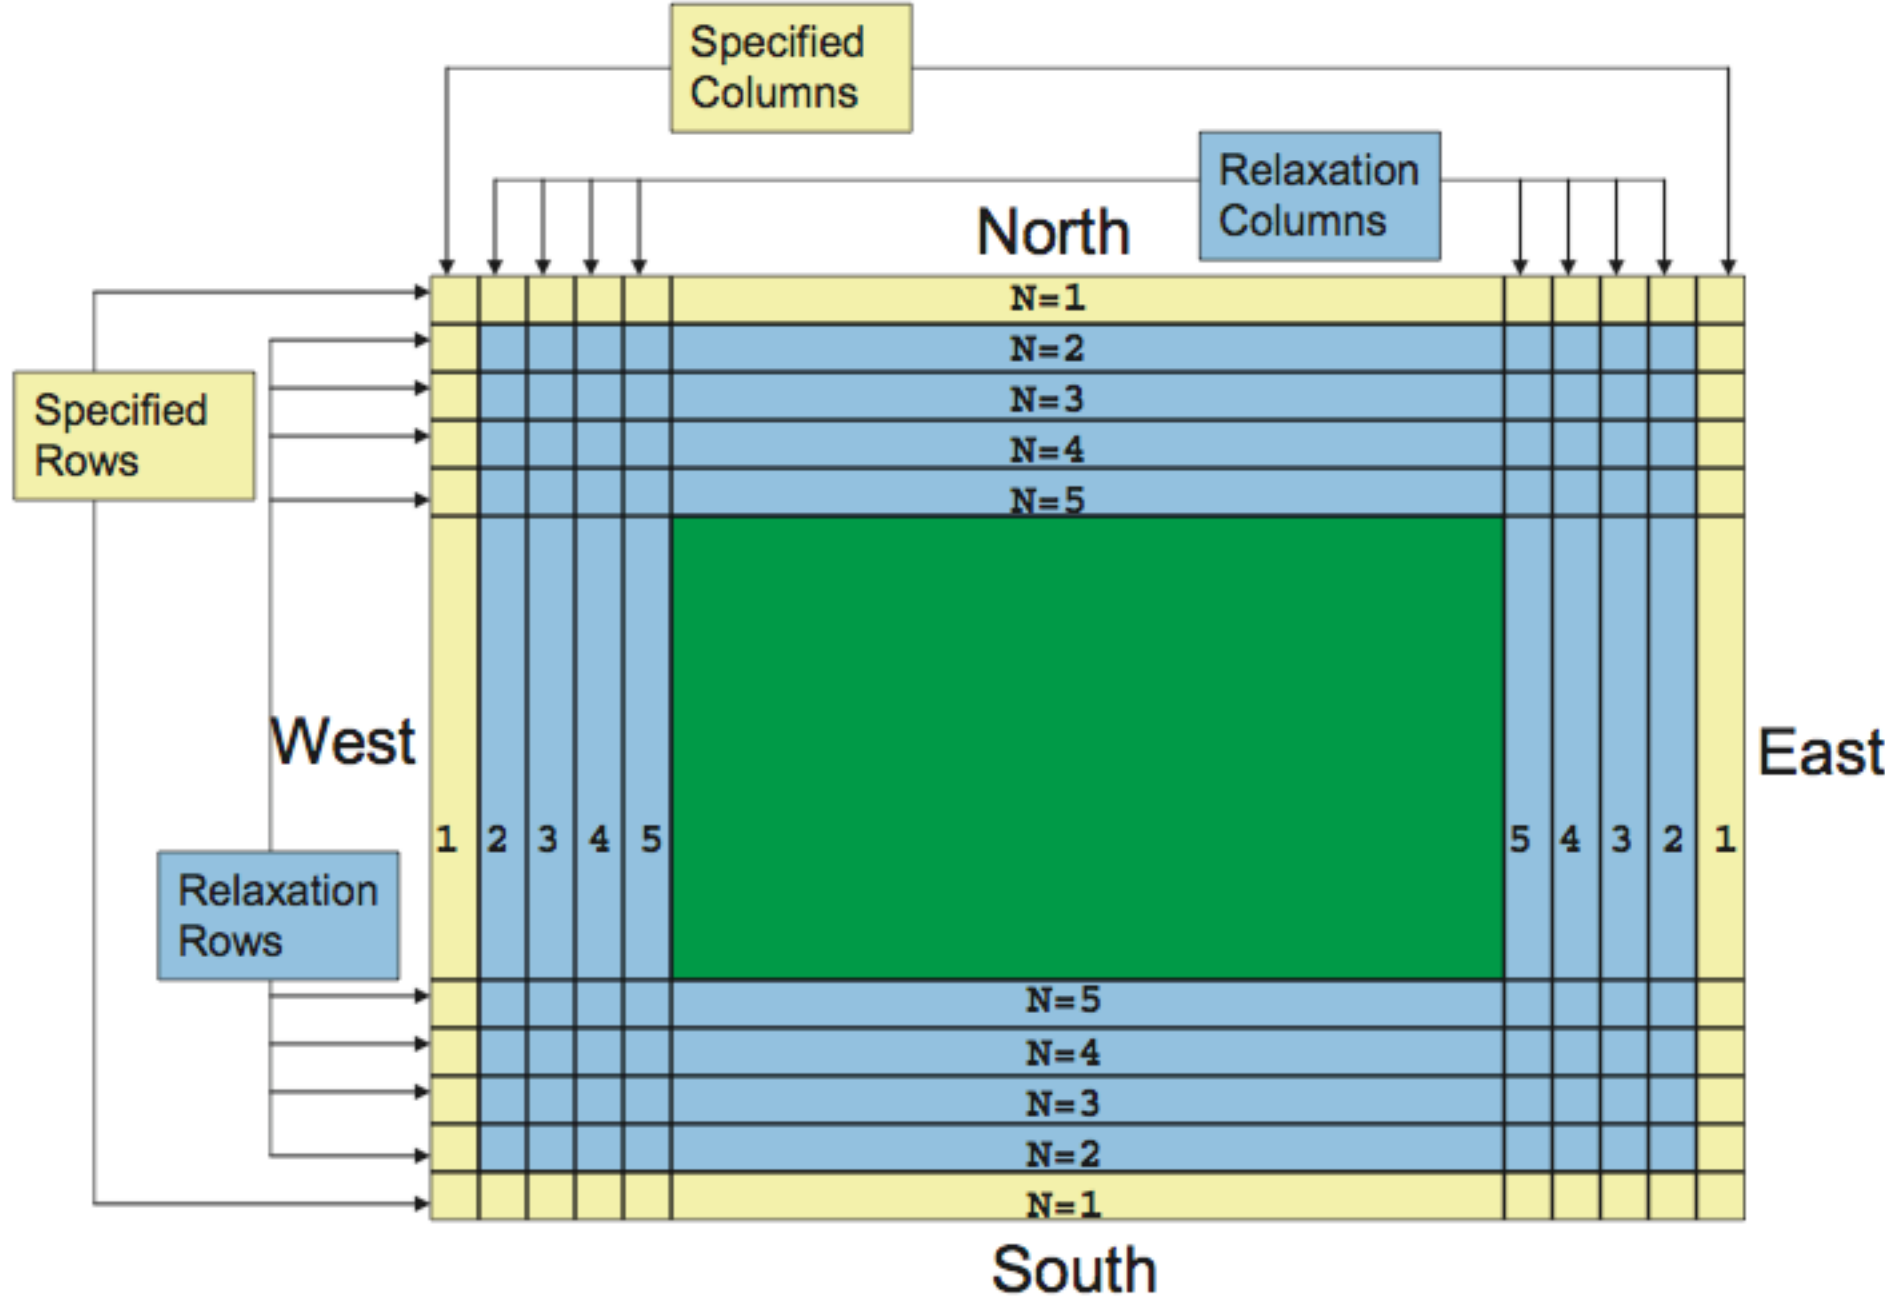 Specified
Columns
Relaxation
Columns
North
N=1
N=2
N=3
N=4
N=5
Specified
Rows
West
East
1 2 3 4 5 5 4 3 2 1
Relaxation
Rows
N=5
N=4
N=3
N=2
N=1
South